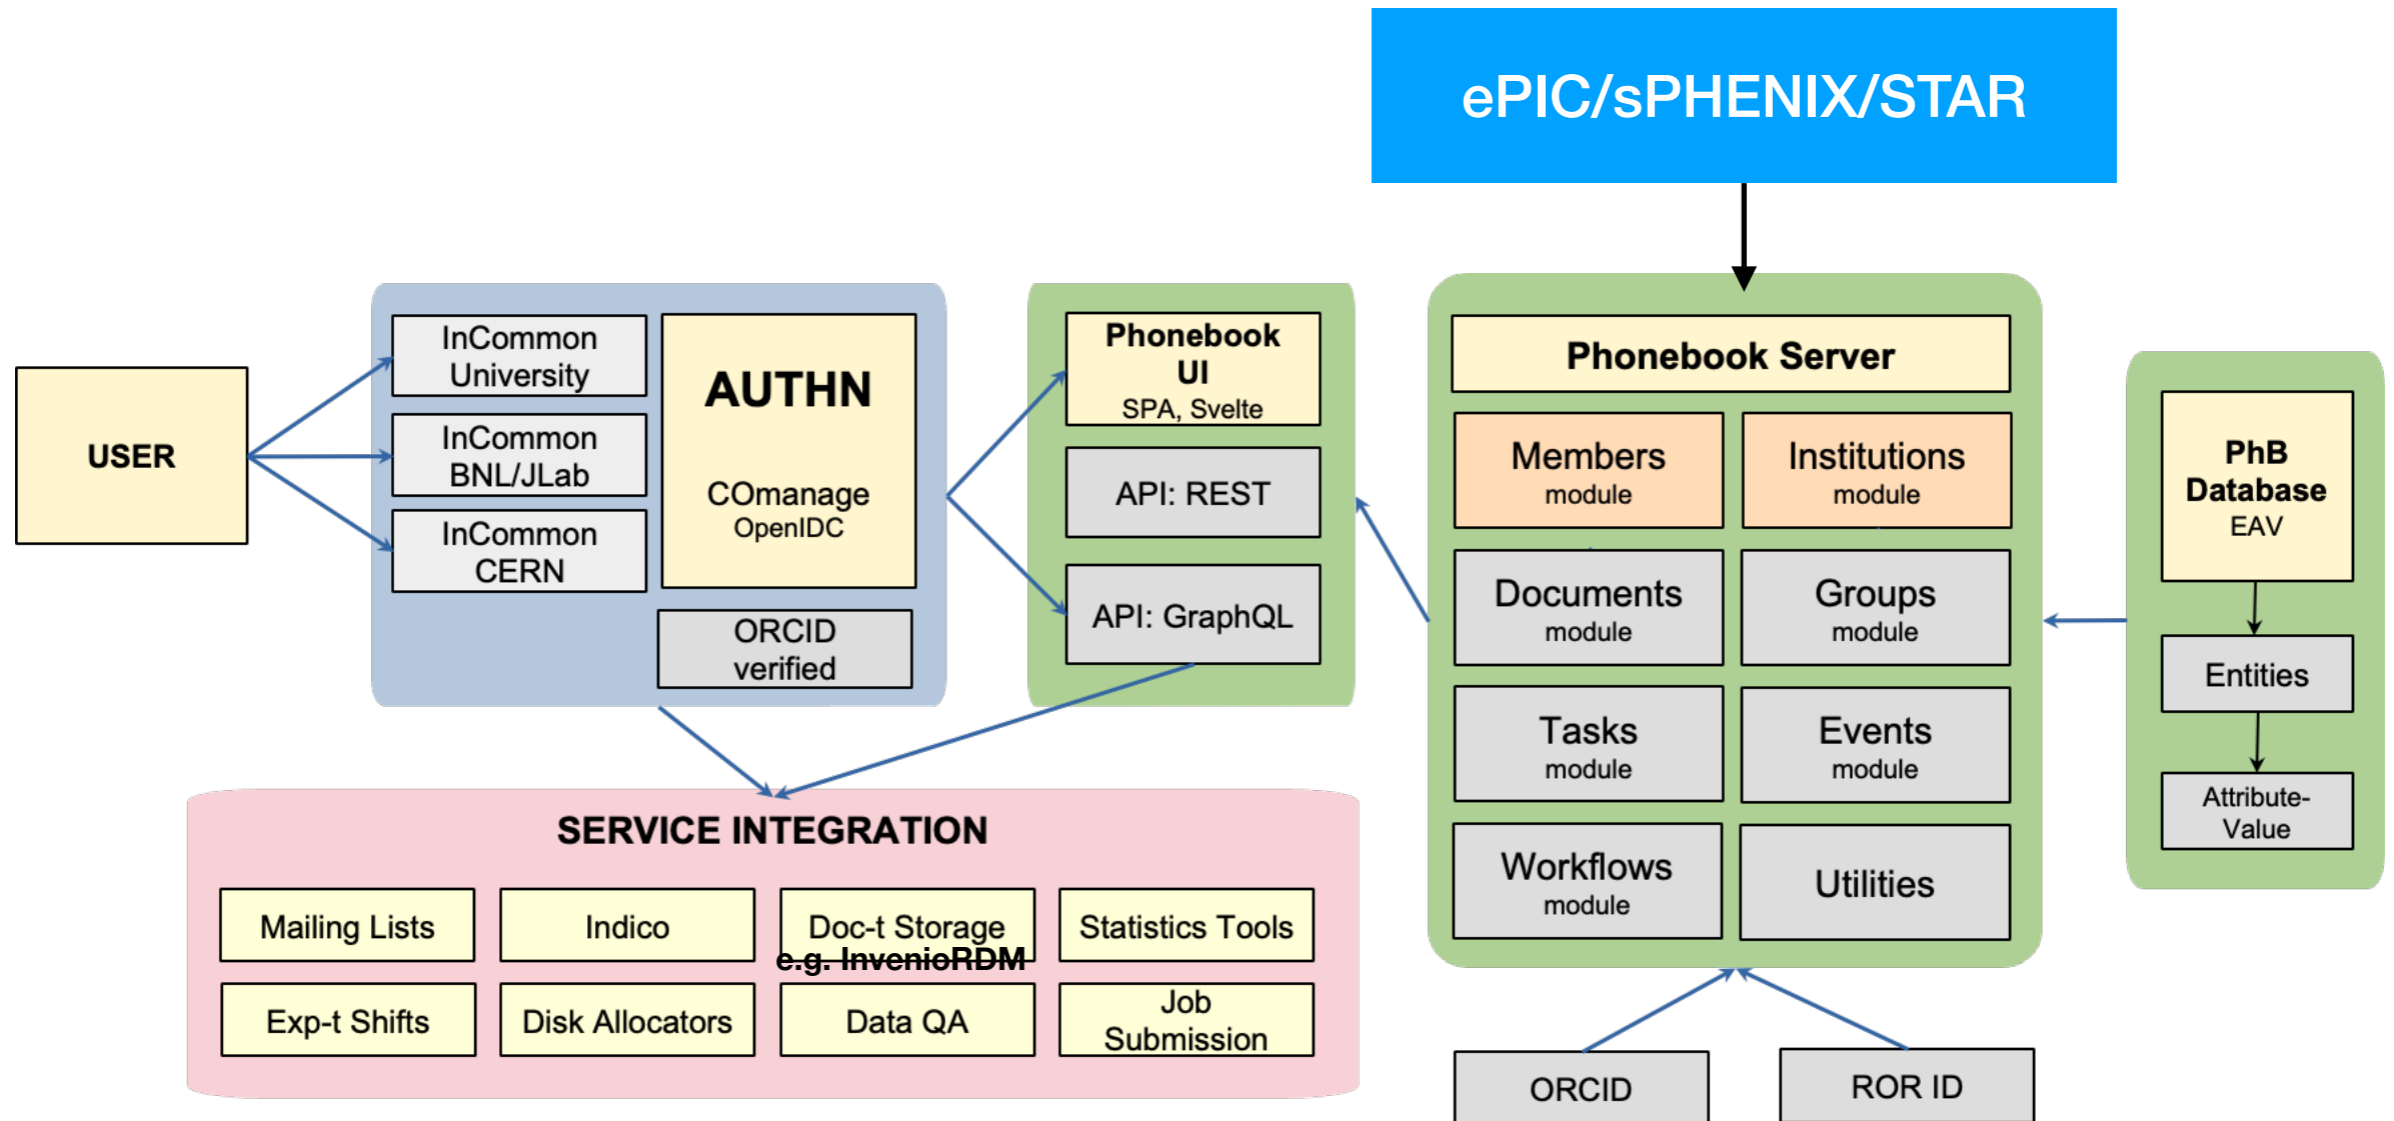 ePIC/sPHENIX/STAR
USER
InCommon
University
InCommon
BNL/JLab
InCommon
CERN
AUTHN
COmanage
OpenIDC
ORCID
verified
Phonebook
UI
SPA, Svelte
API: REST
API: GraphQL
Phonebook Server
Members
module
Institutions
module
Documents
module
Groups
module
Tasks
module
Events
module
Workflows
module
Utilities
PhB
Database
EAV
Entities
Attribute-
Value
SERVICE INTEGRATION
Mailing Lists
Indico
Doc-t Storage
e.g. InvenioRDM
Statistics Tools
Exp-t Shifts
Disk Allocators
Data QA
Job
Submission
ORCID
ROR ID